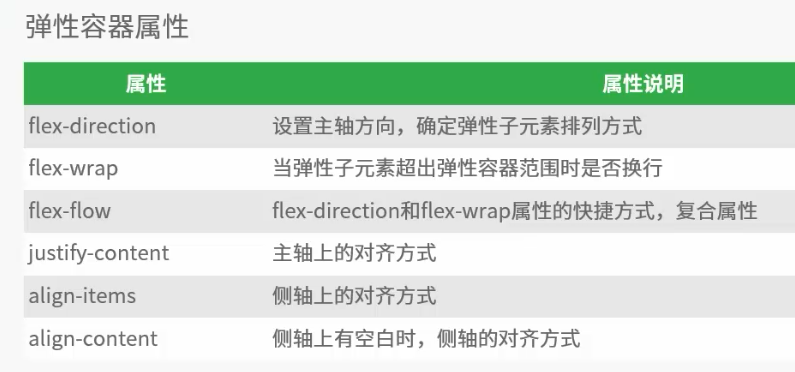 弹性容器属性
属性 属性说明
flex-direction 设置主轴方向，确定弹性子元素排列方式
flex-wrap 当弹性子元素超出弹性容器范围时是否换行
flex-flow flex-direction和flex-wrap属性的快捷方式，复合属性
justify-content 主轴上的对齐方式
align-items 侧轴上的对齐方式
align-content 侧轴上有空白时，侧轴的对齐方式